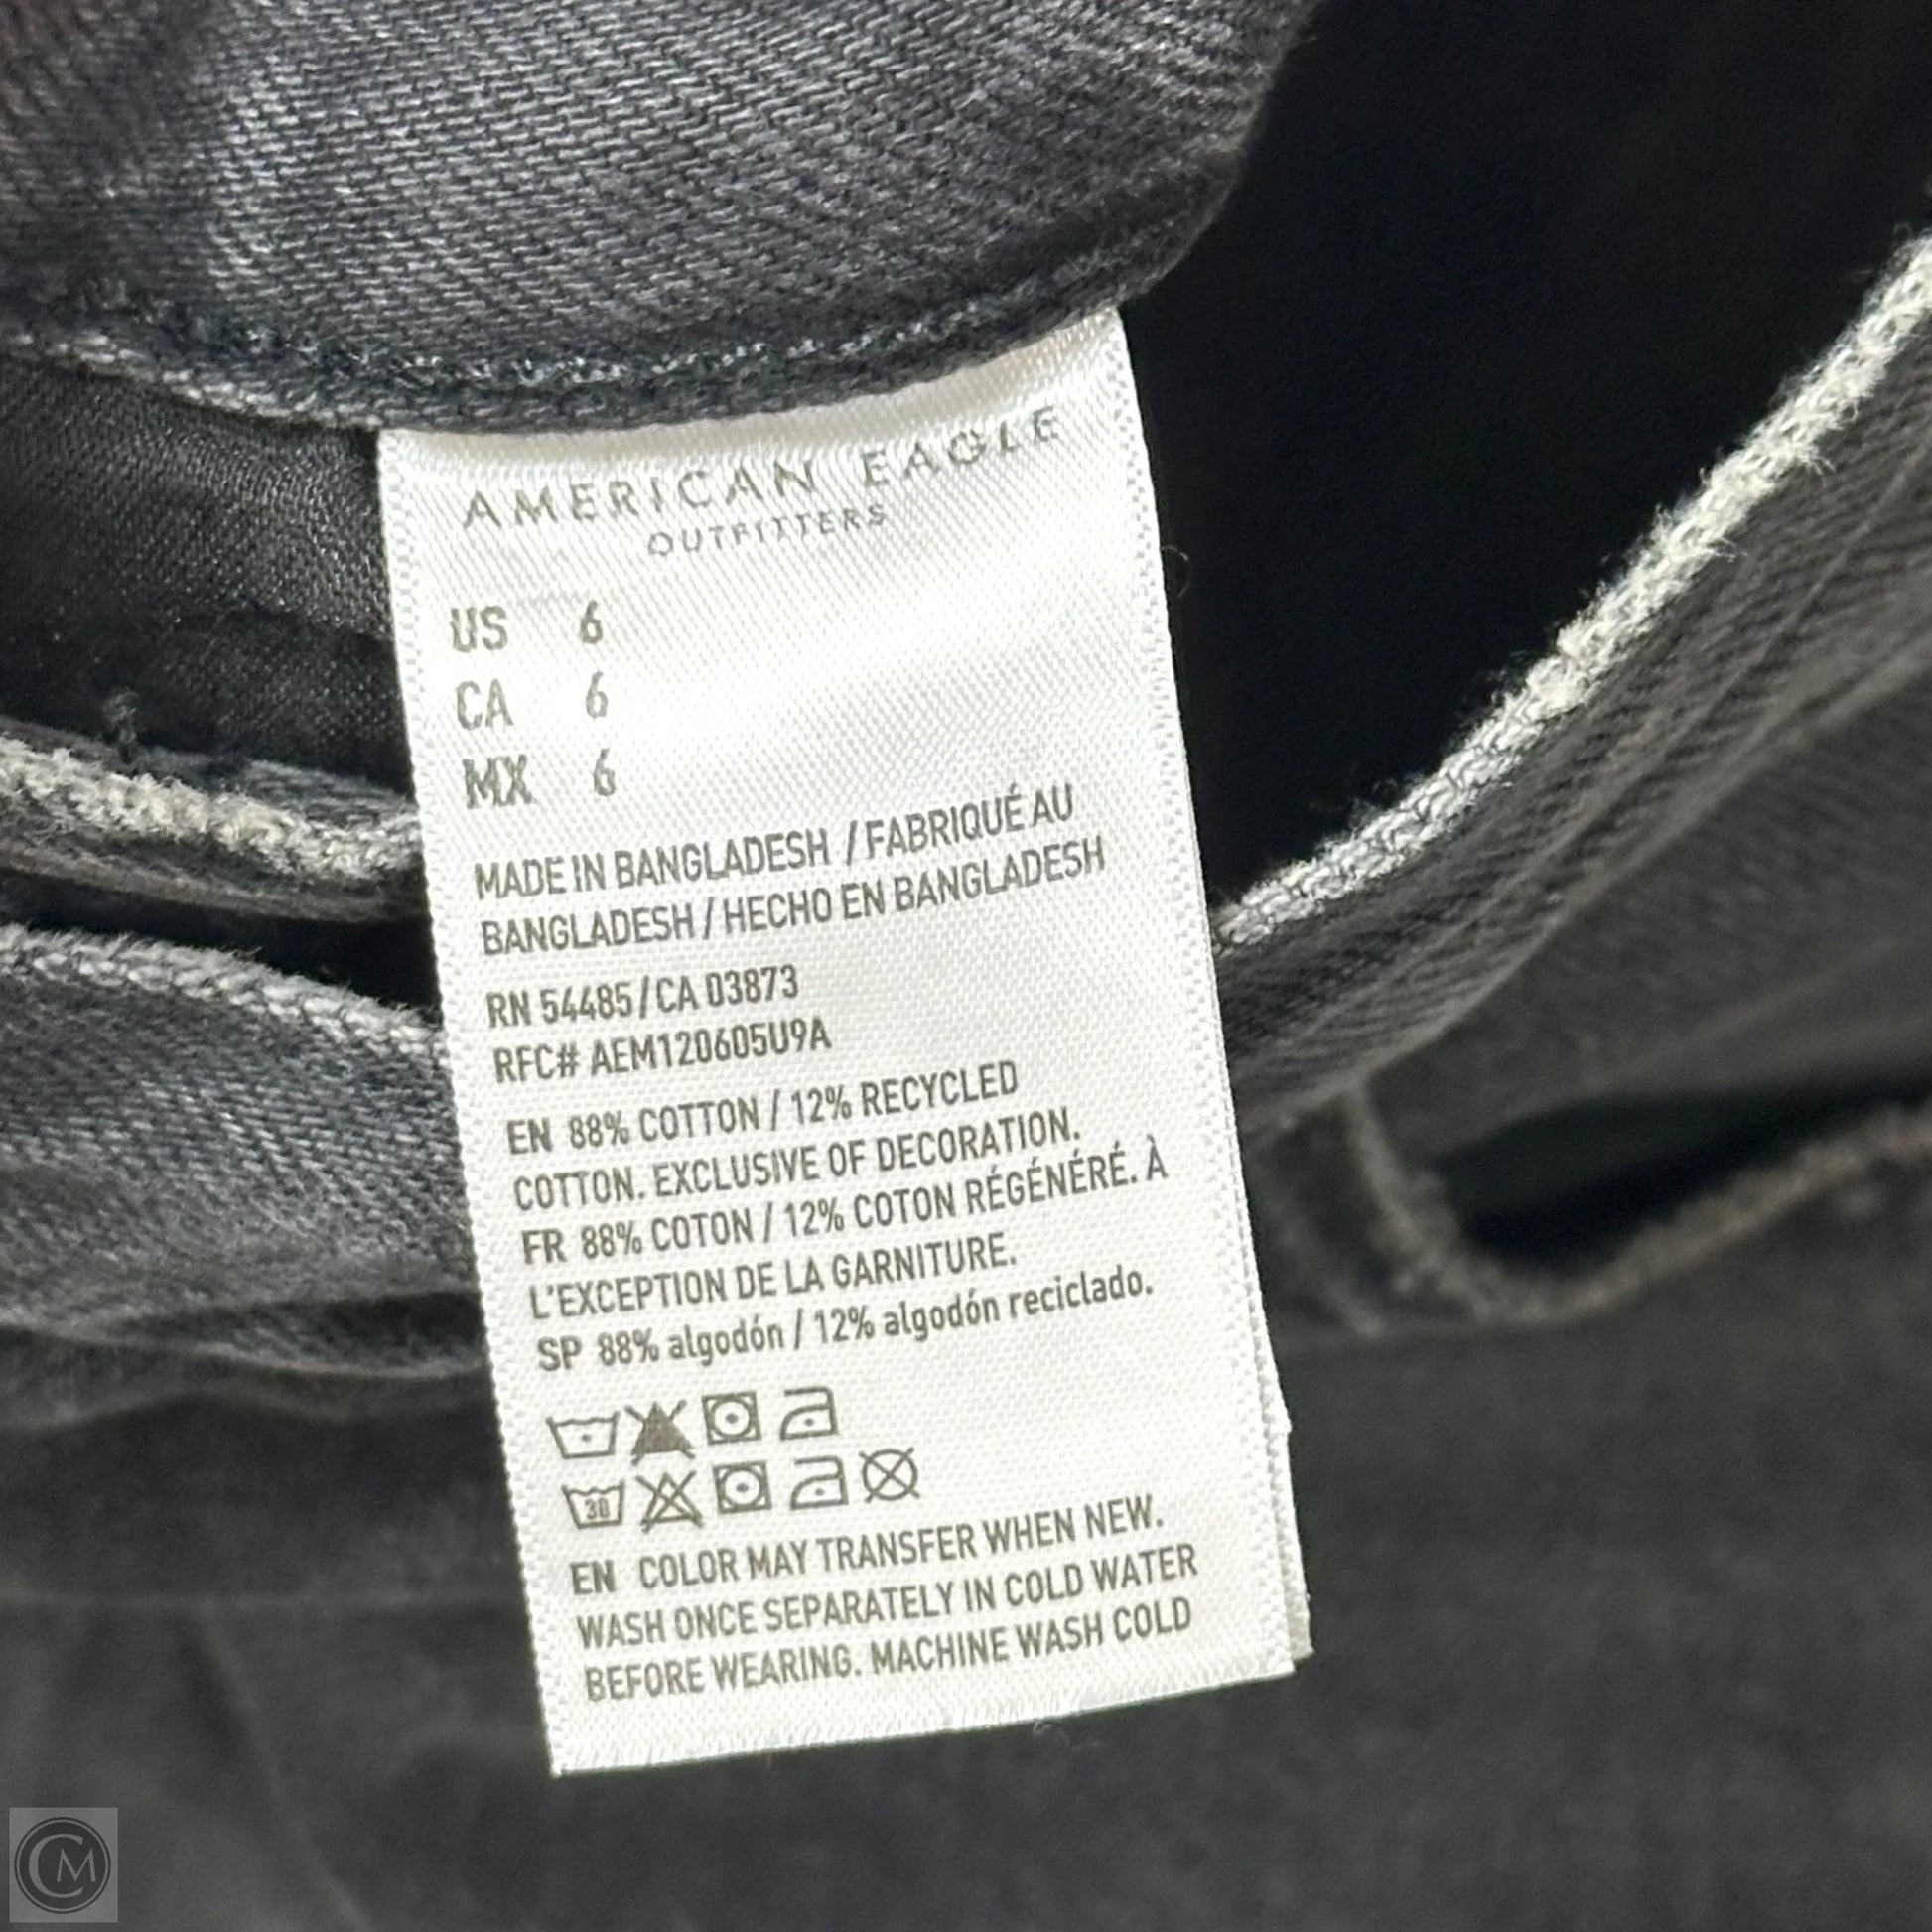 AMERICAN EAGLE
OUTFITTERS
US 6
CA 6
MX 6
MADE IN BANGLADESH / FABRIQUÉ AU
BANGLADESH / HECHO EN BANGLADESH
RN 54485/CA 03873
RFC# AEM120605U9A
EN 88% COTTON / 12% RECYCLED
COTTON. EXCLUSIVE OF DECORATION.
FR 88% COTON / 12% COTON RÉGÉNÉRÉ. À
L'EXCEPTION DE LA GARNITURE.
SP 88% algodón / 12% algodón reciclado.
30
EN COLOR MAY TRANSFER WHEN NEW.
WASH ONCE SEPARATELY IN COLD WATER
BEFORE WEARING. MACHINE WASH COLD
CM